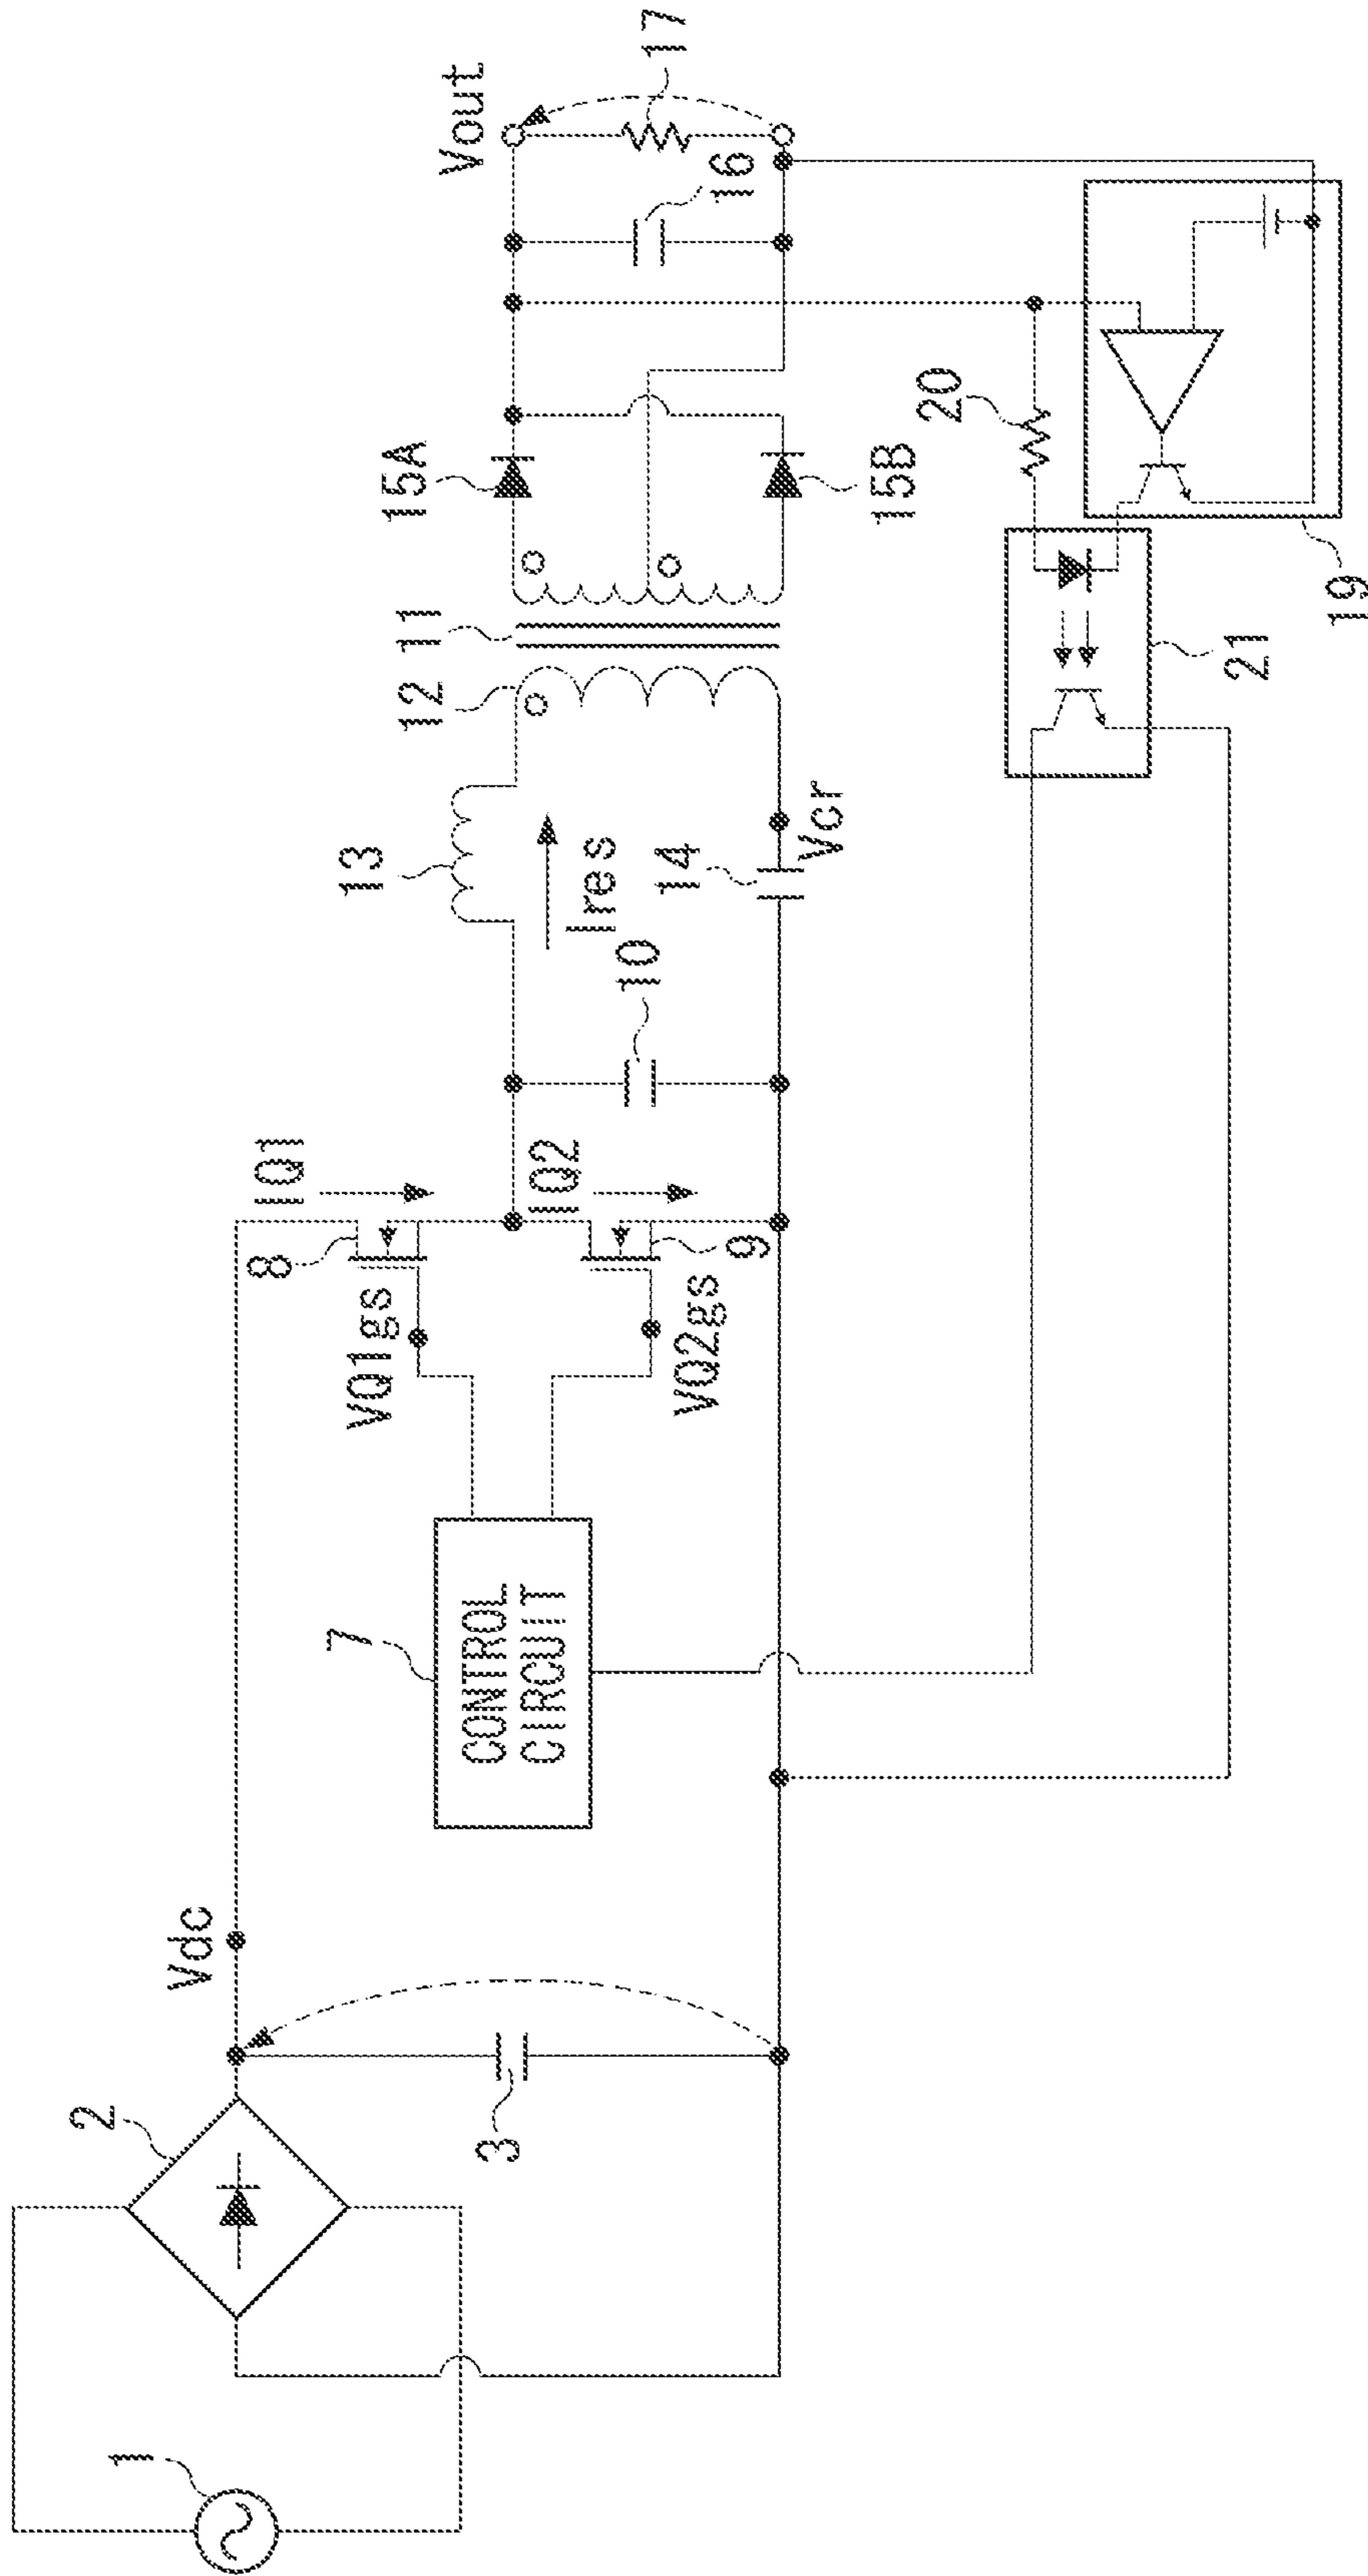 1
2
3
Vdc
7
CONTROL
CIRCUIT
VQ1gs
8
IQ1
VQ2gs
9
IQ2
10
Ires
13
14
Vcr
12
11
15A
15B
16
17
Vout
20
21
19